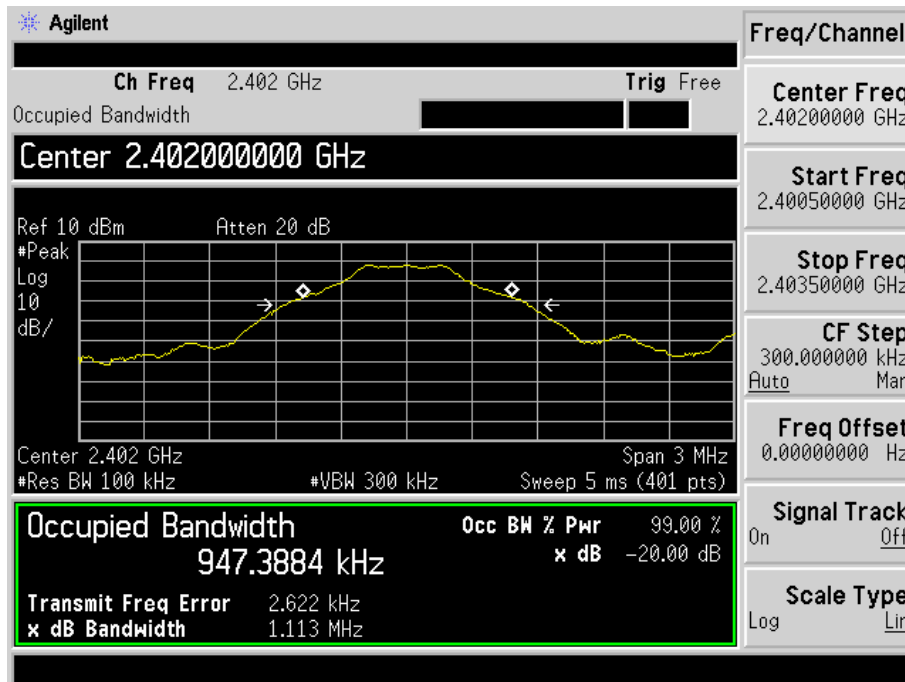 Agilent
Freq/Channel
Ch Freq 2.402 GHz Trig Free
Occupied Bandwidth
Center 2.402000000 GHz
Ref 10 dBm Atten 20 dB
#Peak
Log
10
dB/
Center 2.402 GHz Span 3 MHz
#Res BW 100 kHz #VBW 300 kHz Sweep 5 ms (401 pts)
Occupied Bandwidth Occ BW % Pwr 99.00 %
947.3884 kHz x dB -20.00 dB
Transmit Freq Error 2.622 kHz
x dB Bandwidth 1.113 MHz
Center Freq
2.40200000 GHz
Start Freq
2.40050000 GHz
Stop Freq
2.40350000 GHz
CF Step
300.000000 kHz
Auto Man
Freq Offset
0.00000000 Hz
Signal Track
On Off
Scale Type
Log Lin